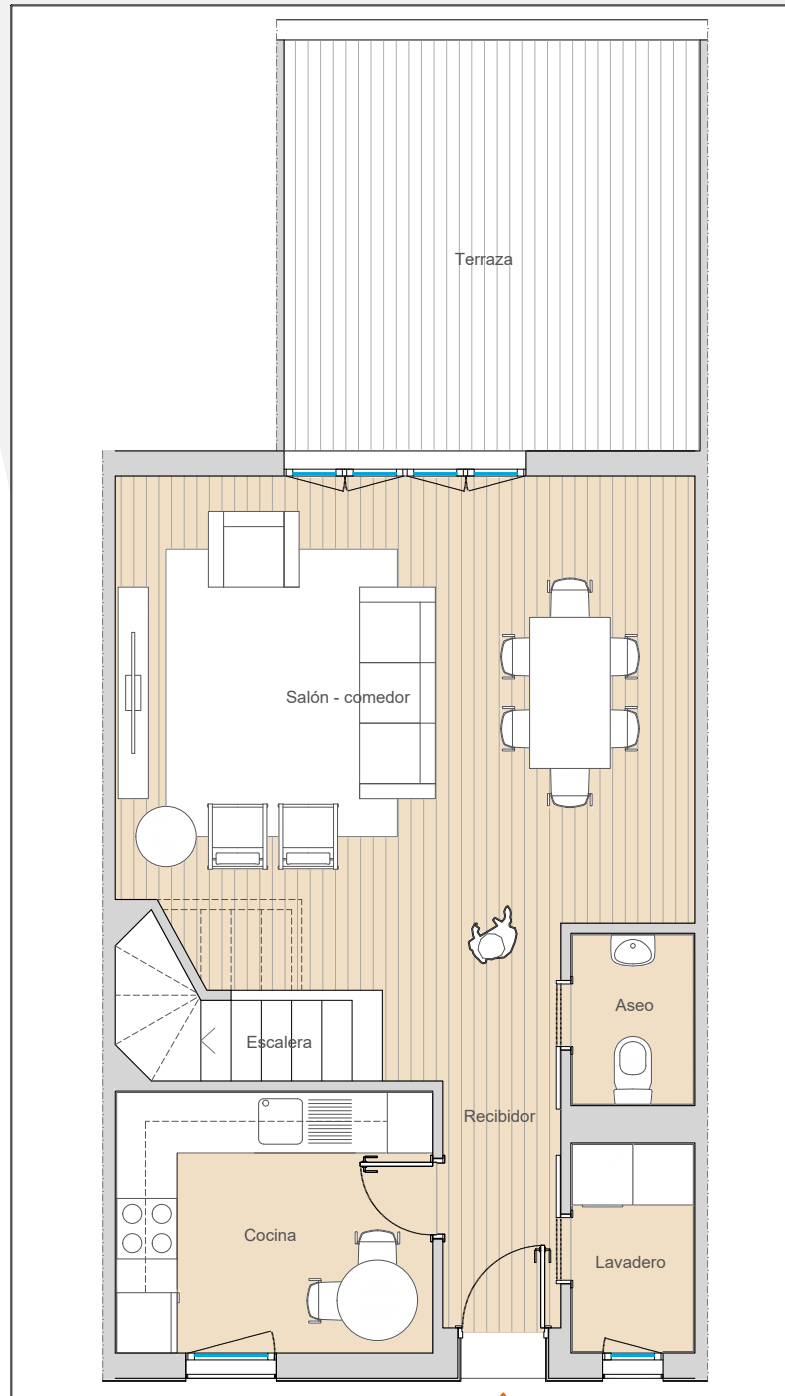 Terraza
Salón - comedor
Aseo
Escalera
Recibidor
Cocina
Lavadero